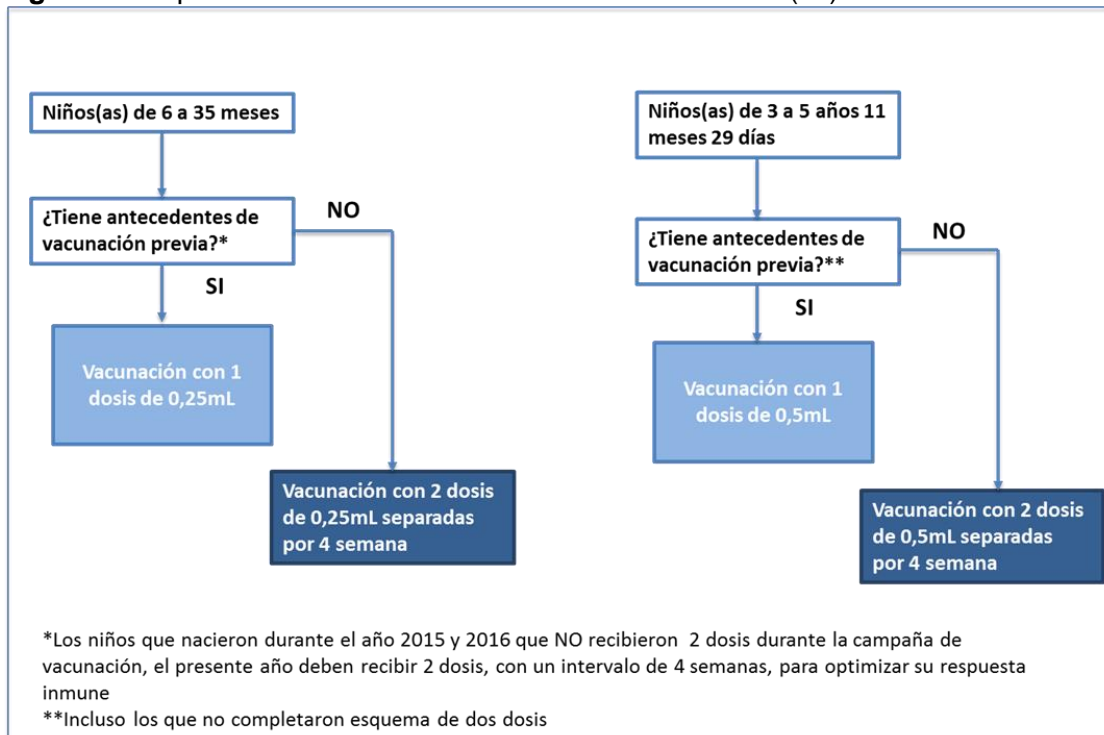 Niños(as) de 6 a 35 meses
¿Tiene antecedentes de
vacunación previa?*
NO
SI
Vacunación con 1
dosis de 0,25mL
Vacunación con 2 dosis
de 0,25mL separadas
por 4 semana
Niños(as) de 3 a 5 años 11
meses 29 días
¿Tiene antecedentes de
vacunación previa?**
NO
SI
Vacunación con 1
dosis de 0,5mL
Vacunación con 2 dosis
de 0,5mL separadas
por 4 semana
*Los niños que nacieron durante el año 2015 y 2016 que NO recibieron 2 dosis durante la campaña de
vacunación, el presente año deben recibir 2 dosis, con un intervalo de 4 semanas, para optimizar su respuesta
inmune
**Incluso los que no completaron esquema de dos dosis